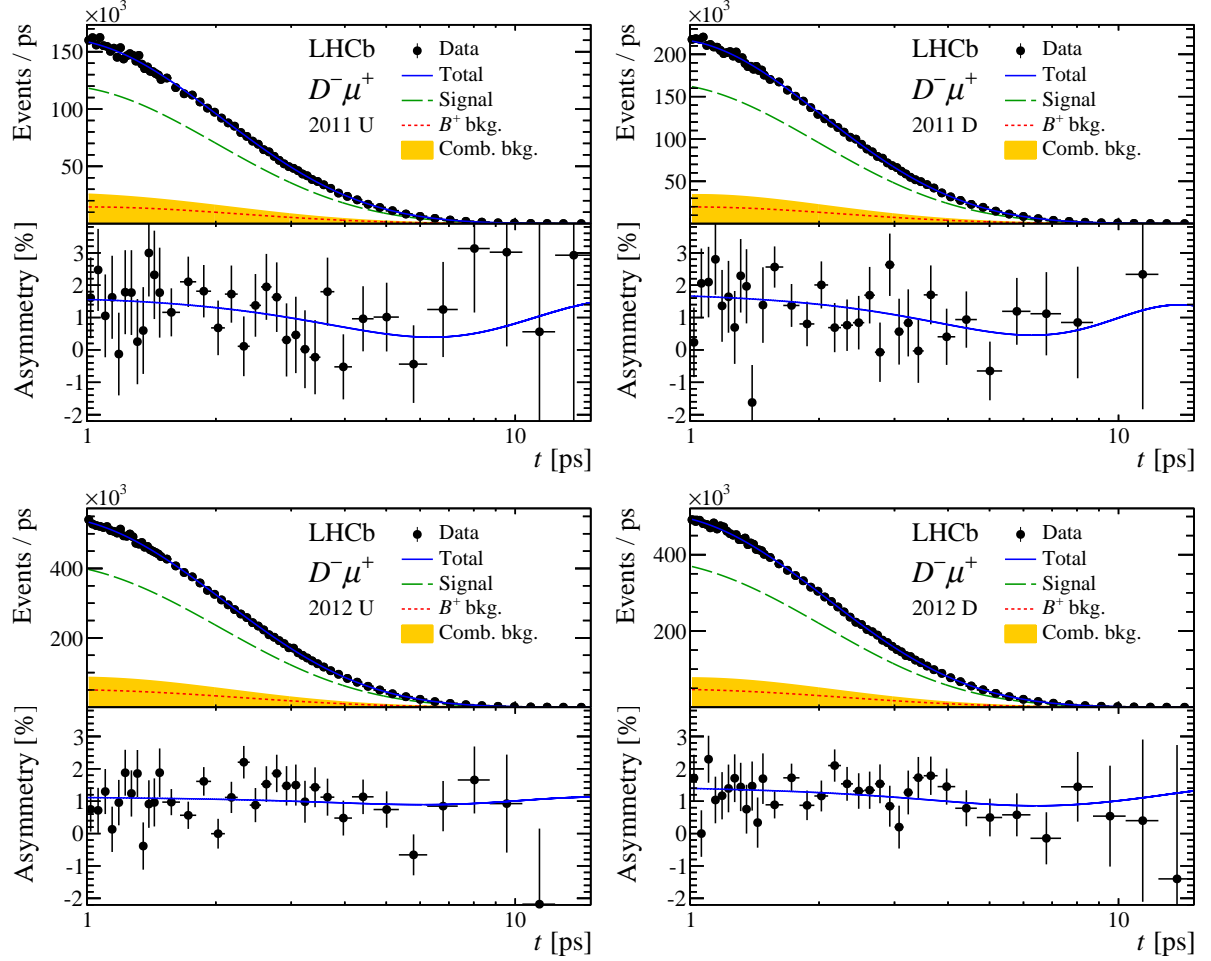 ×10³
Events / ps
150
100
50
LHCb
D⁻μ⁺
2011 U
Data
Total
Signal
B⁺ bkg.
Comb. bkg.
Asymmetry [%]
3
2
1
0
-1
-2
1
10
t [ps]
×10³
Events / ps
200
150
100
50
LHCb
D⁻μ⁺
2011 D
Data
Total
Signal
B⁺ bkg.
Comb. bkg.
Asymmetry [%]
3
2
1
0
-1
-2
1
10
t [ps]
×10³
Events / ps
400
200
LHCb
D⁻μ⁺
2012 U
Data
Total
Signal
B⁺ bkg.
Comb. bkg.
Asymmetry [%]
3
2
1
0
-1
-2
1
10
t [ps]
×10³
Events / ps
400
200
LHCb
D⁻μ⁺
2012 D
Data
Total
Signal
B⁺ bkg.
Comb. bkg.
Asymmetry [%]
3
2
1
0
-1
-2
1
10
t [ps]